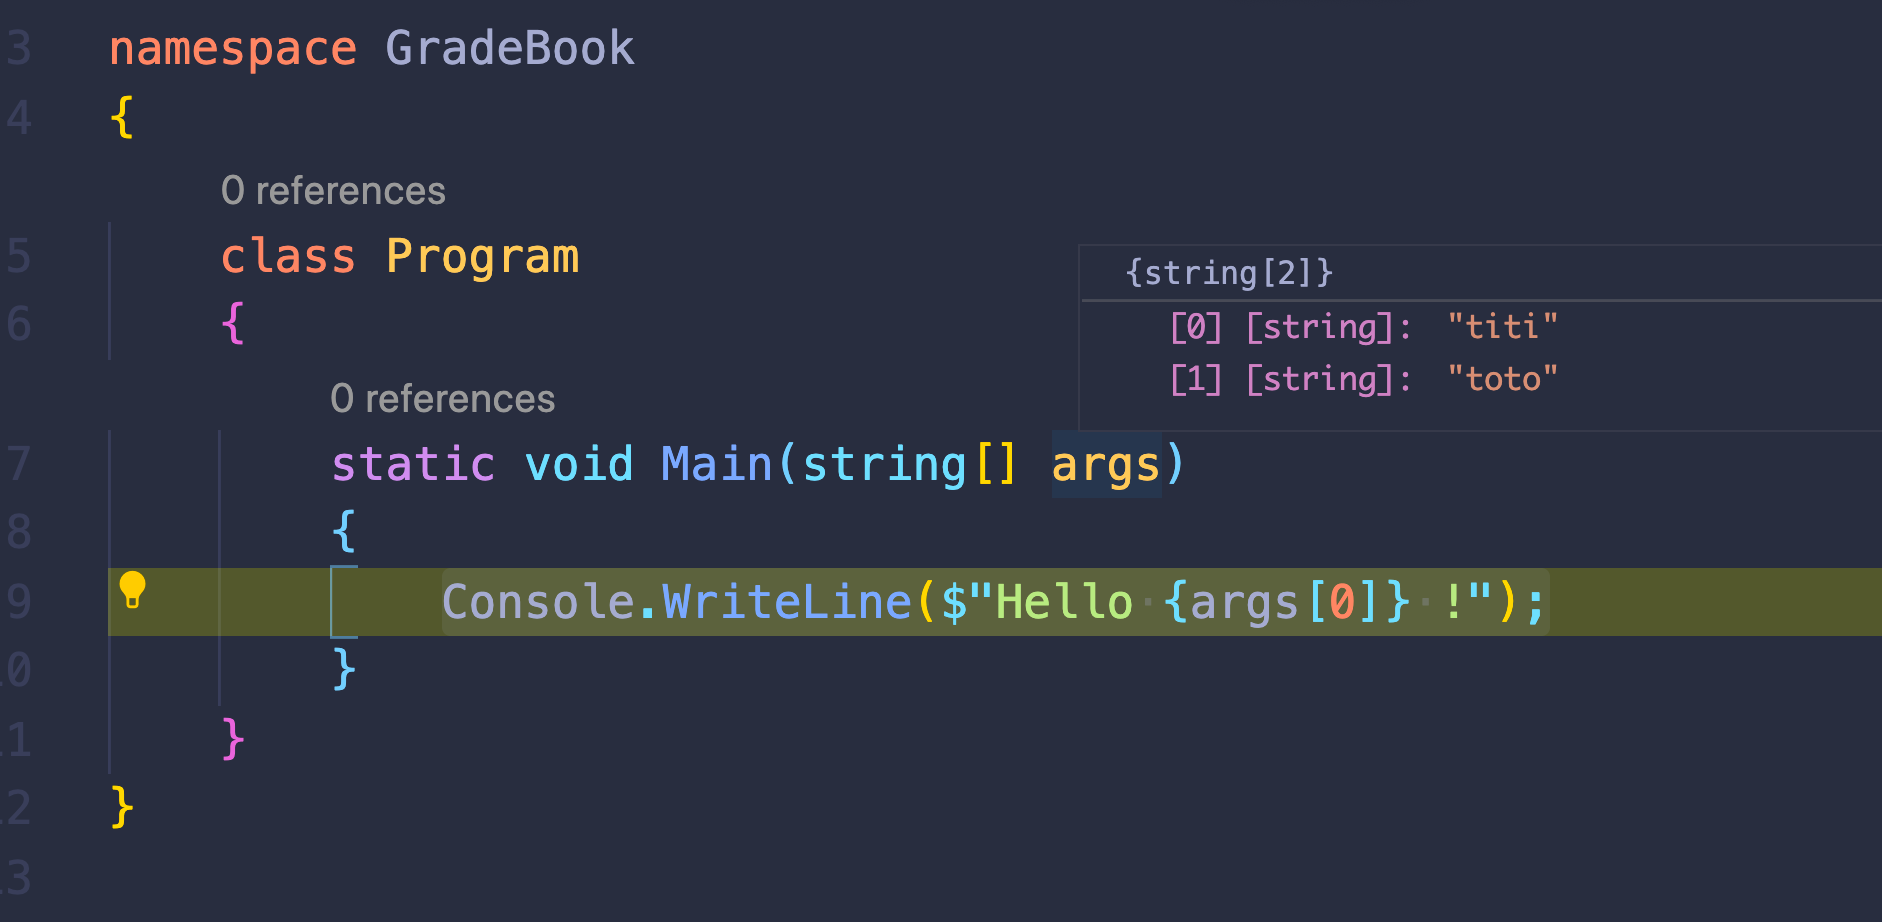 3 namespace GradeBook
4 {
0 references
5 class Program
{string[2]}
6 {
[0] [string]: "titi"
[1] [string]: "toto"
0 references
7 static void Main(string[] args)
8 {
9 Console.WriteLine($"Hello {args[0]} !");
10 }
11 }
12 }
13